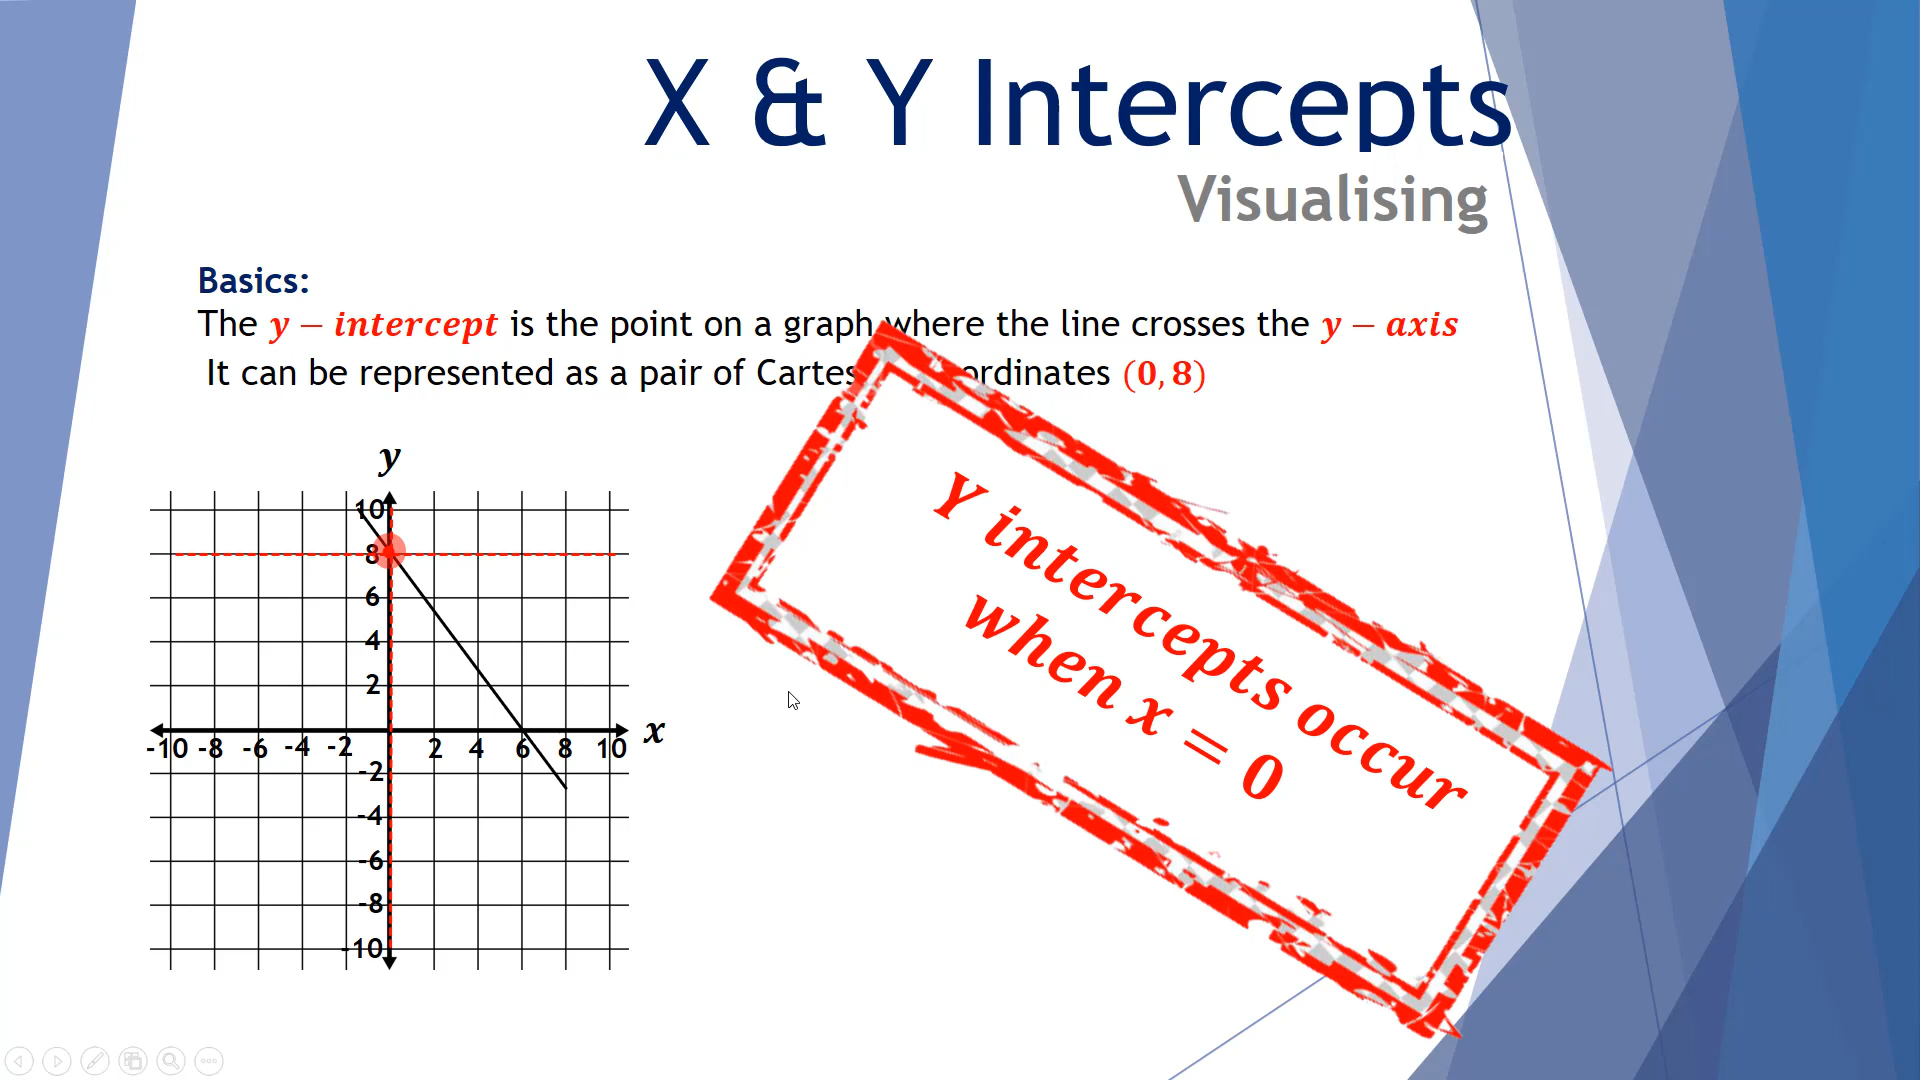 X & Y Intercepts
Visualising
Basics:
The y – intercept is the point on a graph where the line crosses the y – axis
It can be represented as a pair of Cartes ordinates (0, 8)
Y intercepts occur
when x = 0
y
10
8
6
4
2
x
-10 -8 -6 -4 -2 2 4 6 8 10
-2
-4
-6
-8
-10